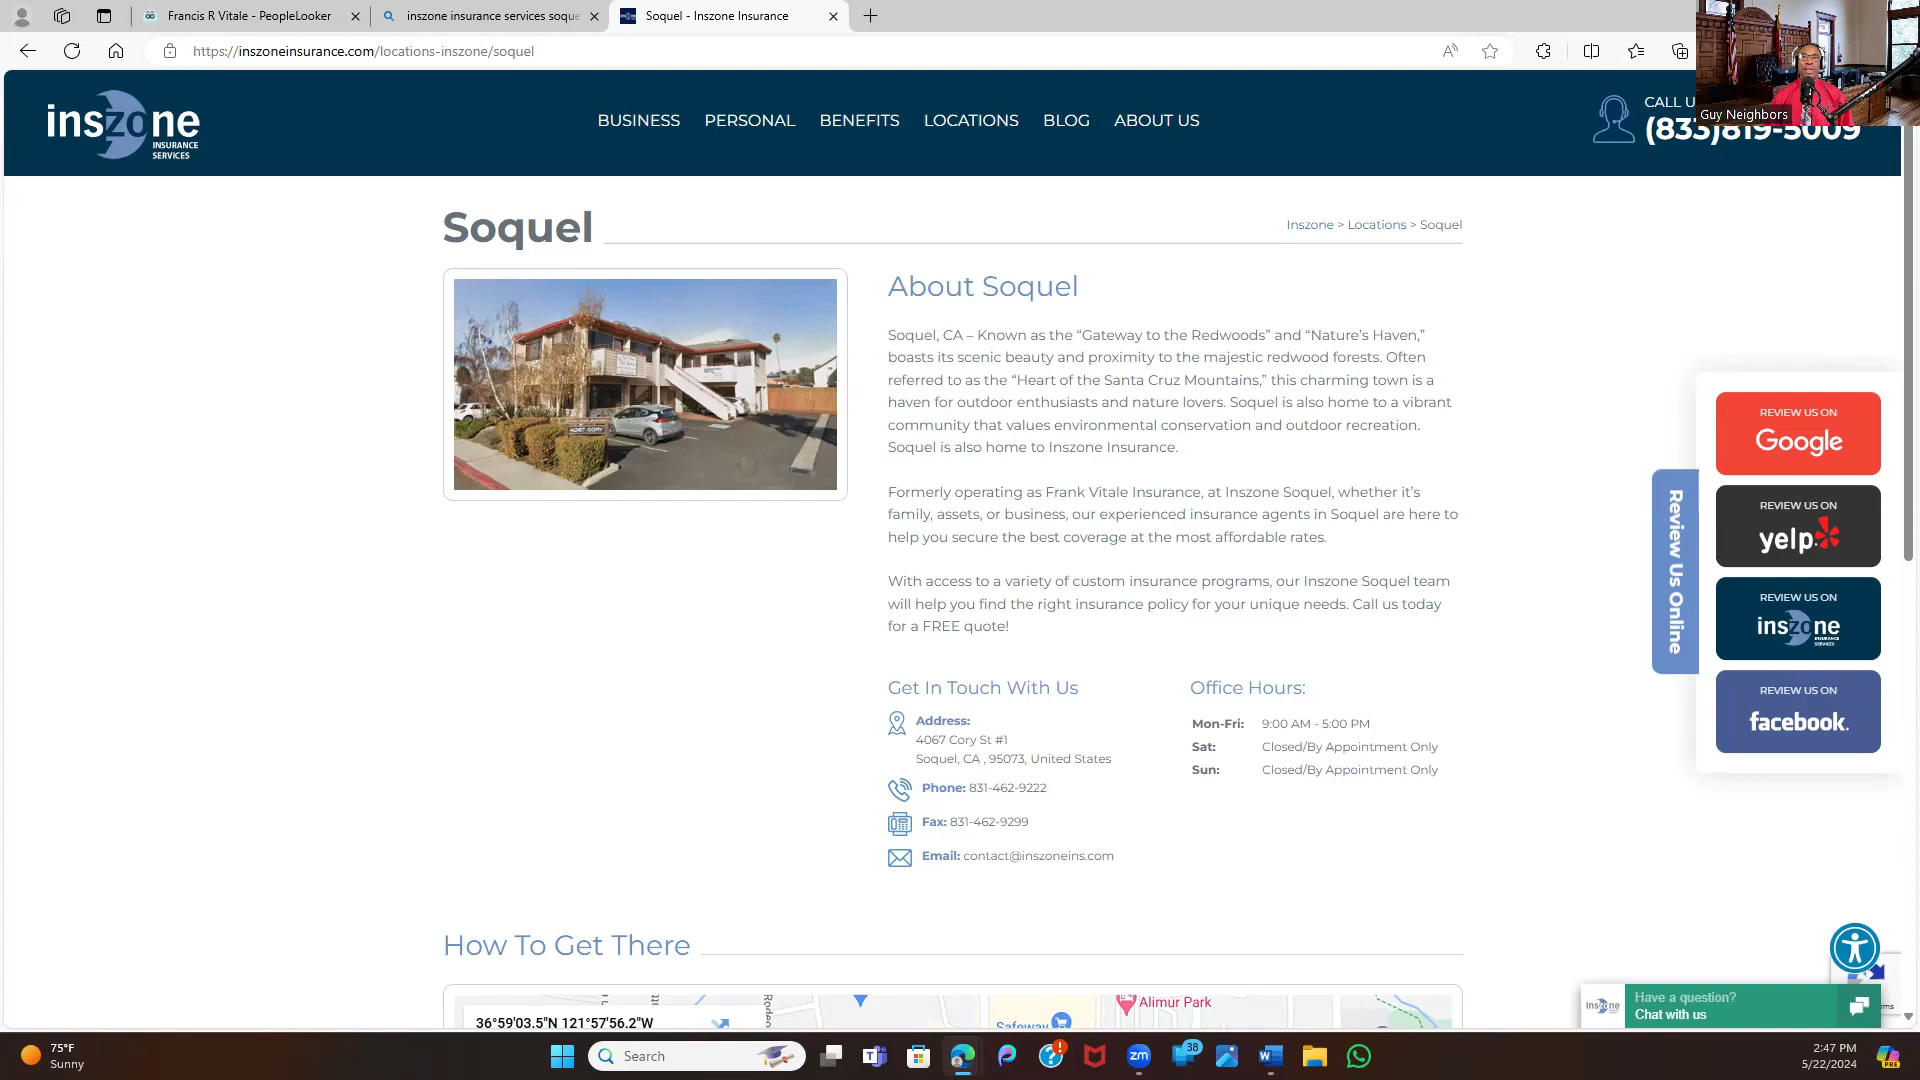 Francis R Vitale - PeopleLooker
inszone insurance services soque
Soquel - Inszone Insurance
https://inszoneinsurance.com/locations-inszone/soquel
Guy Neighbors
inszone
INSURANCE
SERVICES
BUSINESS PERSONAL BENEFITS LOCATIONS BLOG ABOUT US
CALL U
(833)819-5009
Soquel
Inszone > Locations > Soquel
About Soquel
Soquel, CA – Known as the “Gateway to the Redwoods” and “Nature’s Haven,”
boasts its scenic beauty and proximity to the majestic redwood forests. Often
referred to as the “Heart of the Santa Cruz Mountains,” this charming town is a
haven for outdoor enthusiasts and nature lovers. Soquel is also home to a vibrant
community that values environmental conservation and outdoor recreation.
Soquel is also home to Inszone Insurance.
Formerly operating as Frank Vitale Insurance, at Inszone Soquel, whether it’s
family, assets, or business, our experienced insurance agents in Soquel are here to
help you secure the best coverage at the most affordable rates.
With access to a variety of custom insurance programs, our Inszone Soquel team
will help you find the right insurance policy for your unique needs. Call us today
for a FREE quote!
4067 CORY
Get In Touch With Us
Address:
4067 Cory St #1
Soquel, CA , 95073, United States
Phone: 831-462-9222
Fax: 831-462-9299
Email: contact@inszoneins.com
Office Hours:
Mon-Fri: 9:00 AM - 5:00 PM
Sat: Closed/By Appointment Only
Sun: Closed/By Appointment Only
Review Us Online
REVIEW US ON
Google
REVIEW US ON
yelp
REVIEW US ON
inszone
INSURANCE
SERVICES
REVIEW US ON
facebook.
How To Get There
36°59'03.5"N 121°57'56.2"W
Safeway
Alimur Park
inszone
Have a question?
Chat with us
75°F
Sunny
Search
zm
38
2:47 PM
5/22/2024
PRE